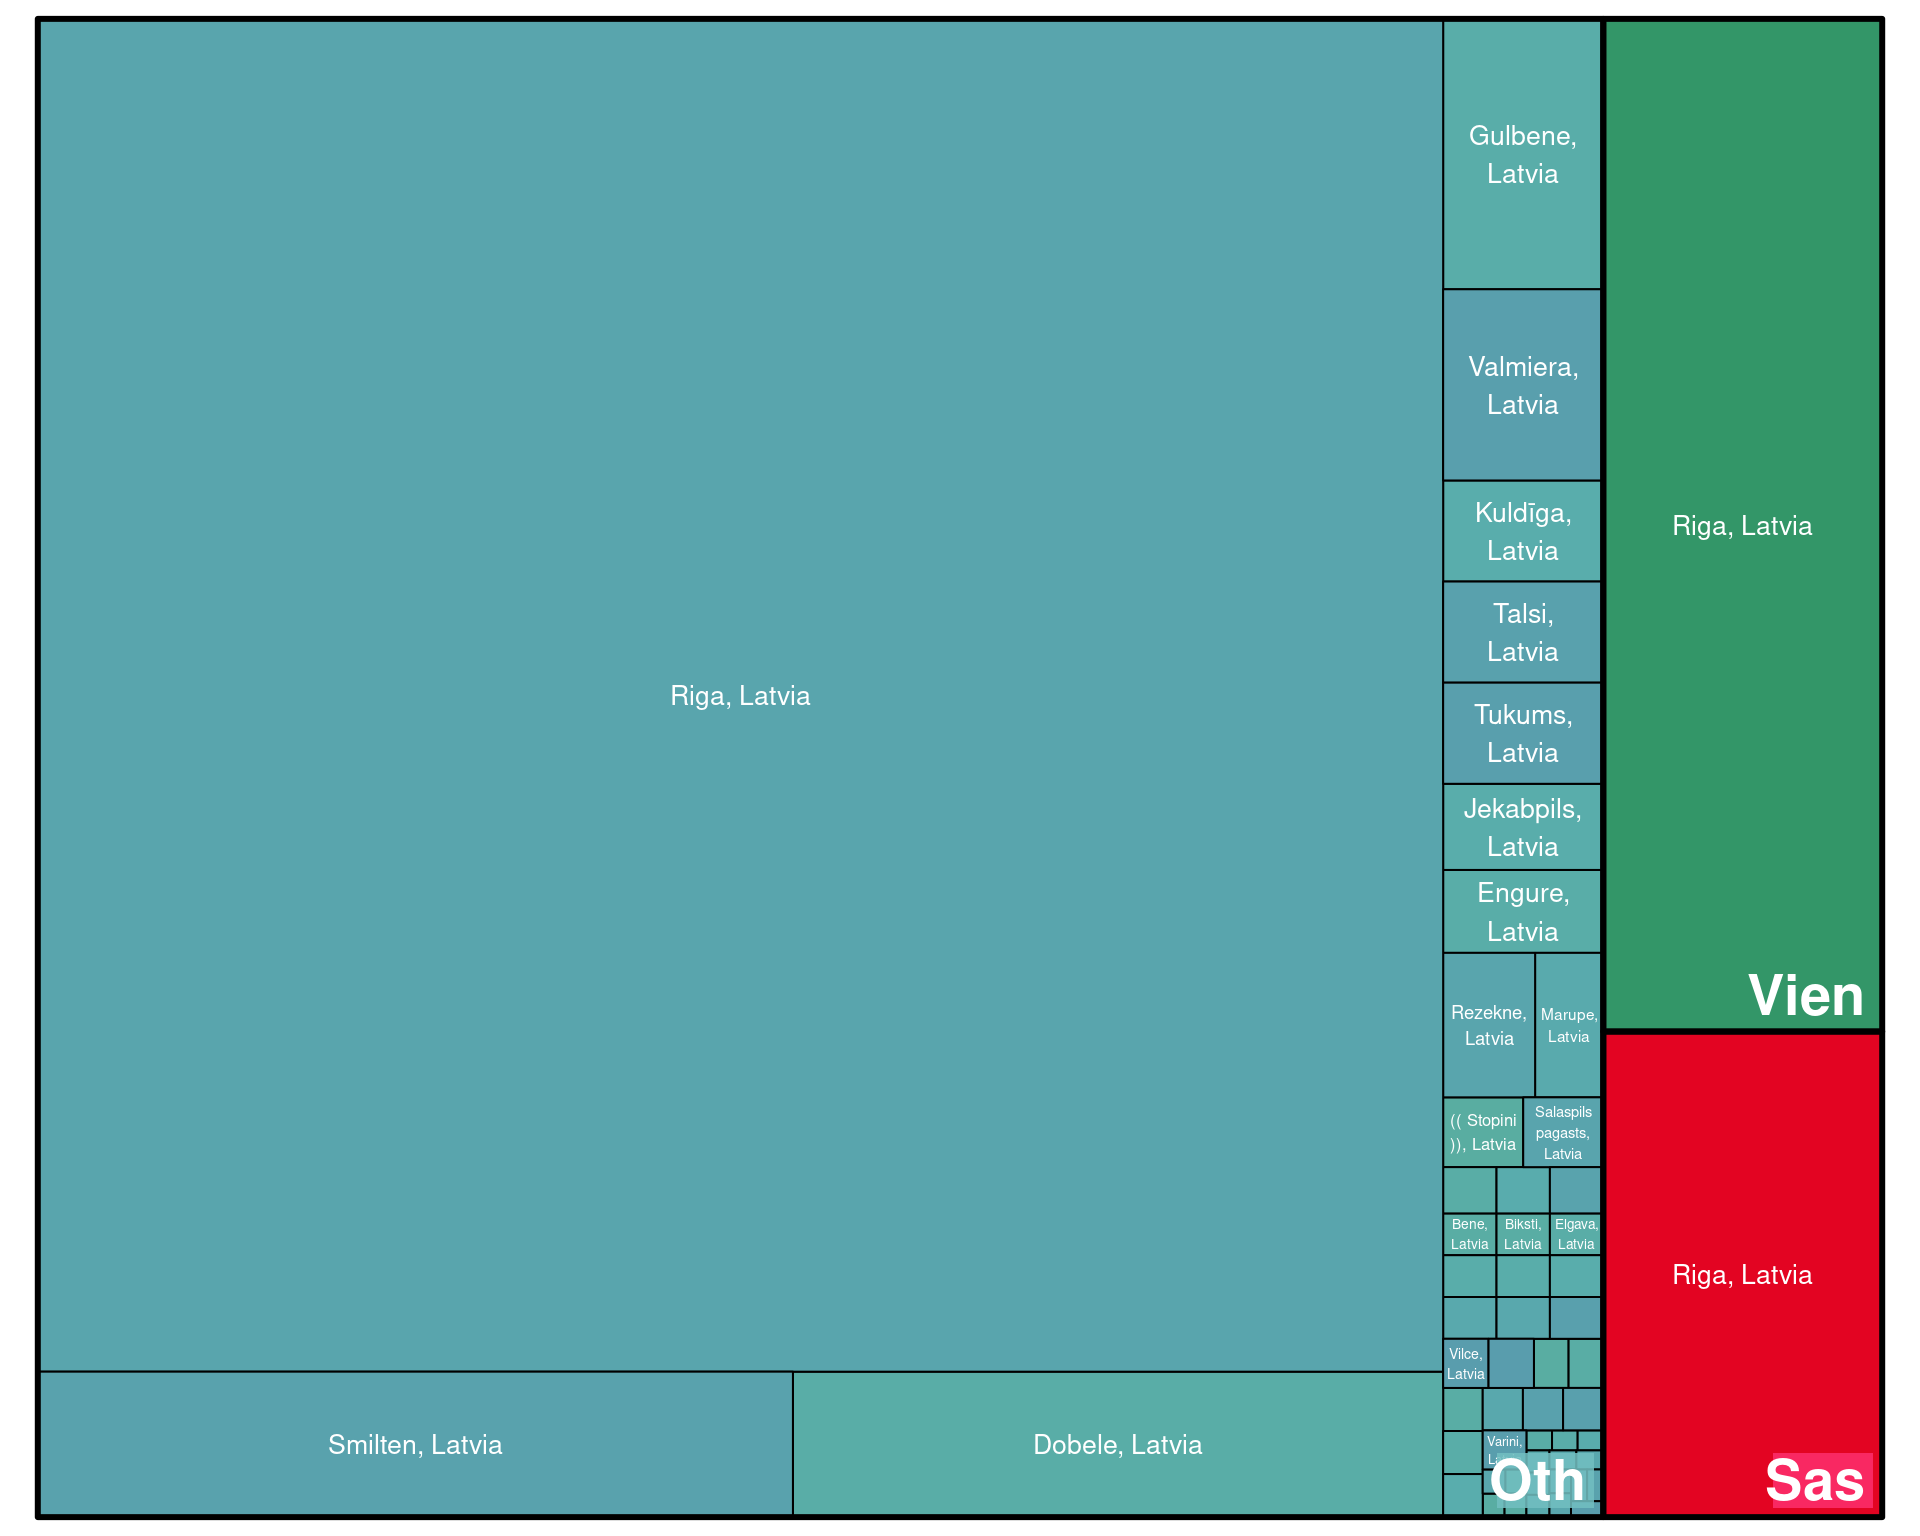 Riga, Latvia
Smilten, Latvia
Dobele, Latvia
Gulbene,
Latvia
Valmiera,
Latvia
Kuldīga,
Latvia
Talsi,
Latvia
Tukums,
Latvia
Jekabpils,
Latvia
Engure,
Latvia
Rezekne,
Latvia
Marupe,
Latvia
(( Stopini
)), Latvia
Salaspils
pagasts,
Latvia
Bene,
Latvia
Biksti,
Latvia
Elgava,
Latvia
Vilce,
Latvia
Varini,
Oth
Riga, Latvia
Vien
Riga, Latvia
Sas